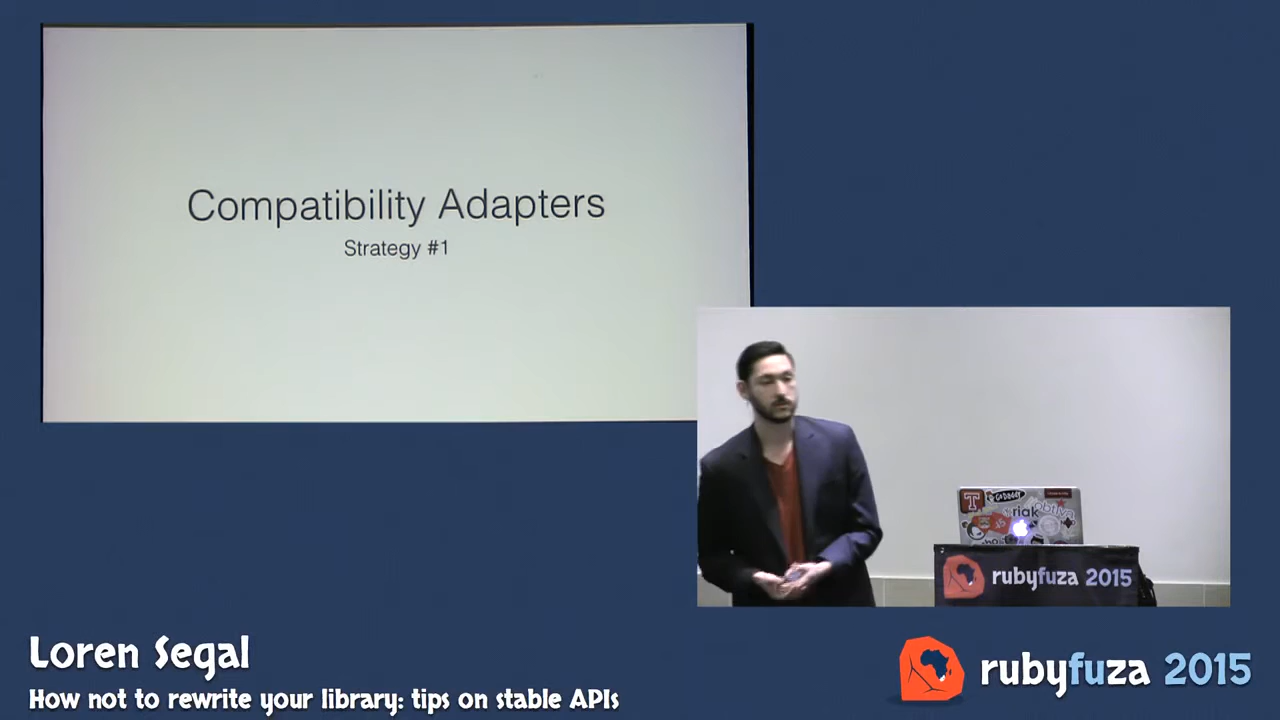 Compatibility Adapters
Strategy #1
T
GoDaddy
riak
rubyfuza 2015
Loren Segal
How not to rewrite your library: tips on stable APIs
rubyfuza 2015